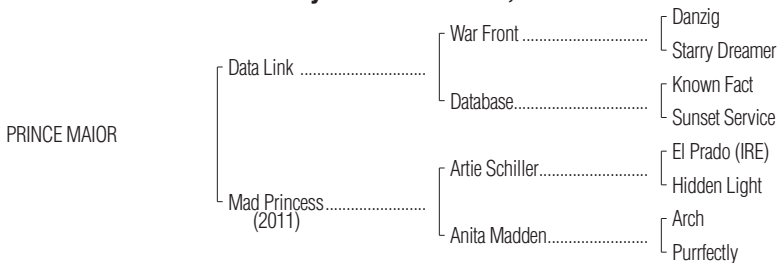 Danzig
War Front ..............................
Starry Dreamer
Data Link ..............................
Known Fact
Database..............................
Sunset Service
PRINCE MAIOR
El Prado (IRE)
Artie Schiller.........................
Hidden Light
Mad Princess........................
(2011)
Arch
Anita Madden........................
Purrfectly